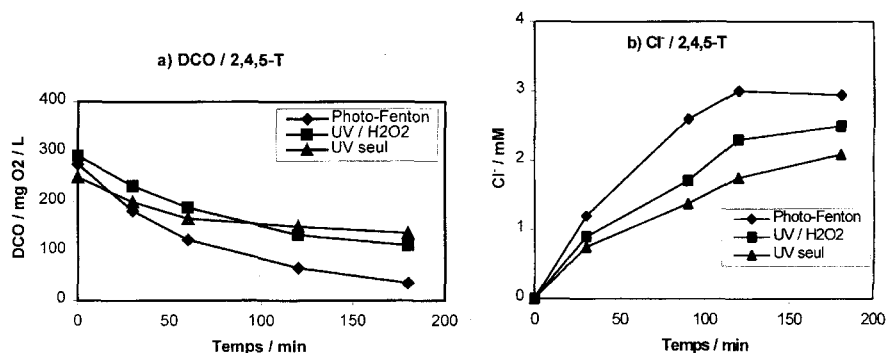 a) DCO / 2,4,5-T
DCO / mg O2 / L
400
300
200
100
0
Photo-Fenton
UV / H2O2
UV seul
0
50
100
150
200
Temps / min
b) Cl- / 2,4,5-T
Cl- / mM
4
3
2
1
0
Photo-Fenton
UV / H2O2
UV seul
0
50
100
150
200
Temps / min